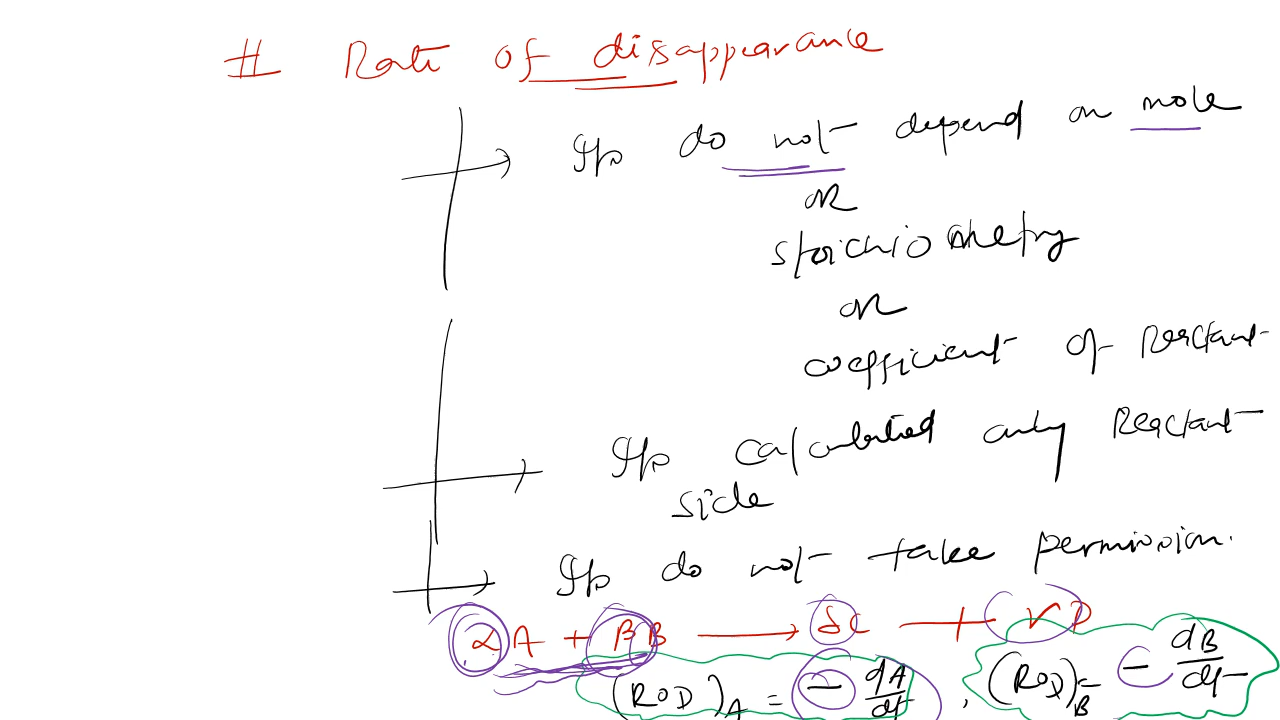 # Rate of disappearance
→ It's do not depend on mole
OR
stoichiometry
OR
coefficient of Reactant
→ It's calculated only Reactant
side
→ It's do not take permission.
αA + βB → δC + γD
(ROD)A = - dA/dt , (ROD)B = - dB/dt